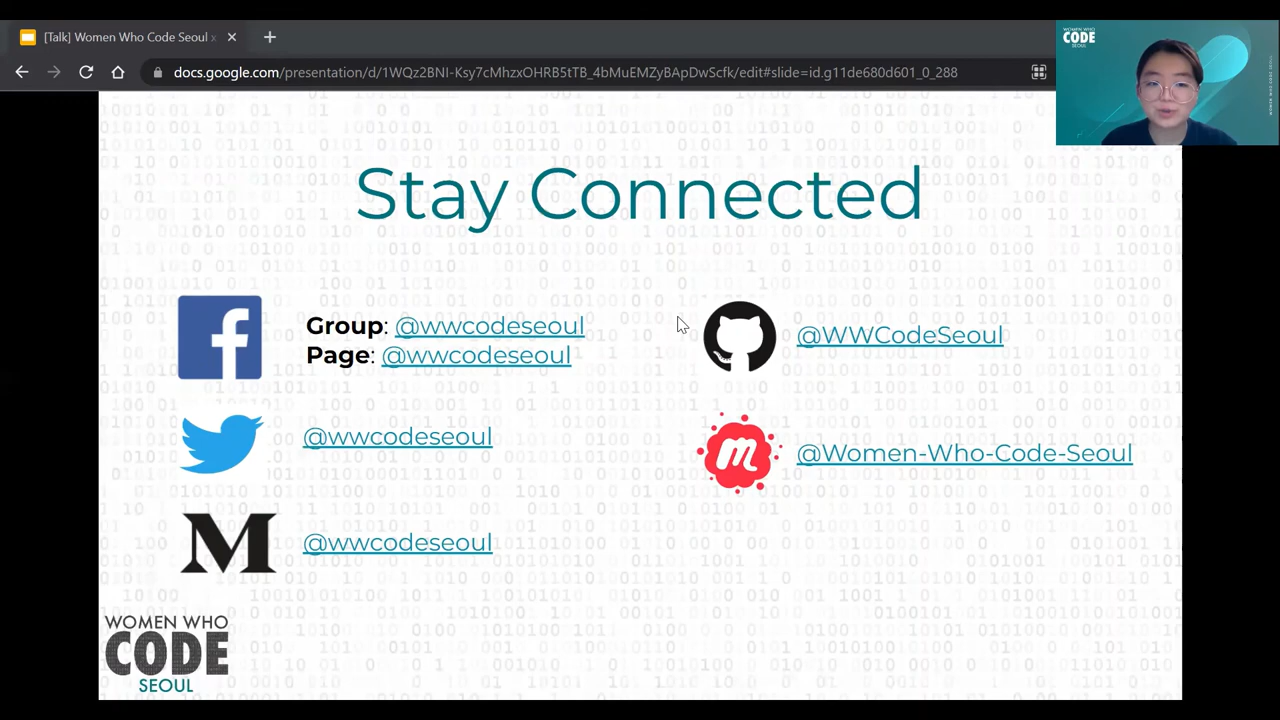 [Talk] Women Who Code Seoul x
docs.google.com/presentation/d/1WQz2BNI-Ksy7cMhzxOHRB5tTB_4bMuEMZyBApDwScfk/edit#slide=id.g11de680d601_0_288
WOMEN WHO
CODE
SEOUL
Stay Connected
Group: @wwcodeseoul
Page: @wwcodeseoul
@wwcodeseoul
M @wwcodeseoul
@WWCodeSeoul
m @Women-Who-Code-Seoul
WOMEN WHO
CODE
SEOUL